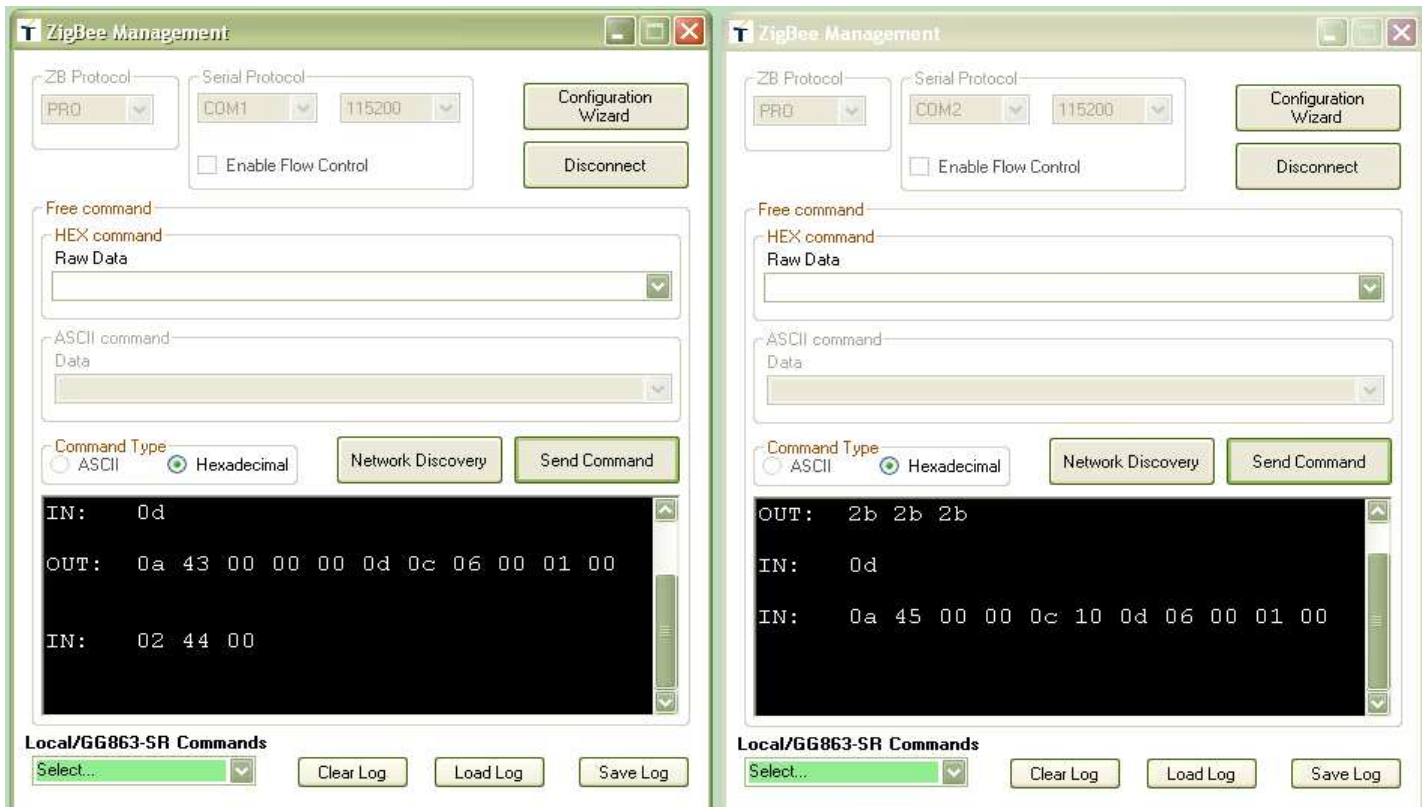 ZigBee Management
ZB Protocol
Serial Protocol
PRO
COM1
115200
Configuration
Wizard
Enable Flow Control
Disconnect
Free command
HEX command
Raw Data
ASCII command
Data
Command Type
ASCII
Hexadecimal
Network Discovery
Send Command
IN: 0d
OUT: 0a 43 00 00 00 0d 0c 06 00 01 00
IN: 02 44 00
Local/GG863-SR Commands
Select...
Clear Log
Load Log
Save Log
ZigBee Management
ZB Protocol
Serial Protocol
PRO
COM2
115200
Configuration
Wizard
Enable Flow Control
Disconnect
Free command
HEX command
Raw Data
ASCII command
Data
Command Type
ASCII
Hexadecimal
Network Discovery
Send Command
OUT: 2b 2b 2b
IN: 0d
IN: 0a 45 00 00 0c 10 0d 06 00 01 00
Local/GG863-SR Commands
Select...
Clear Log
Load Log
Save Log